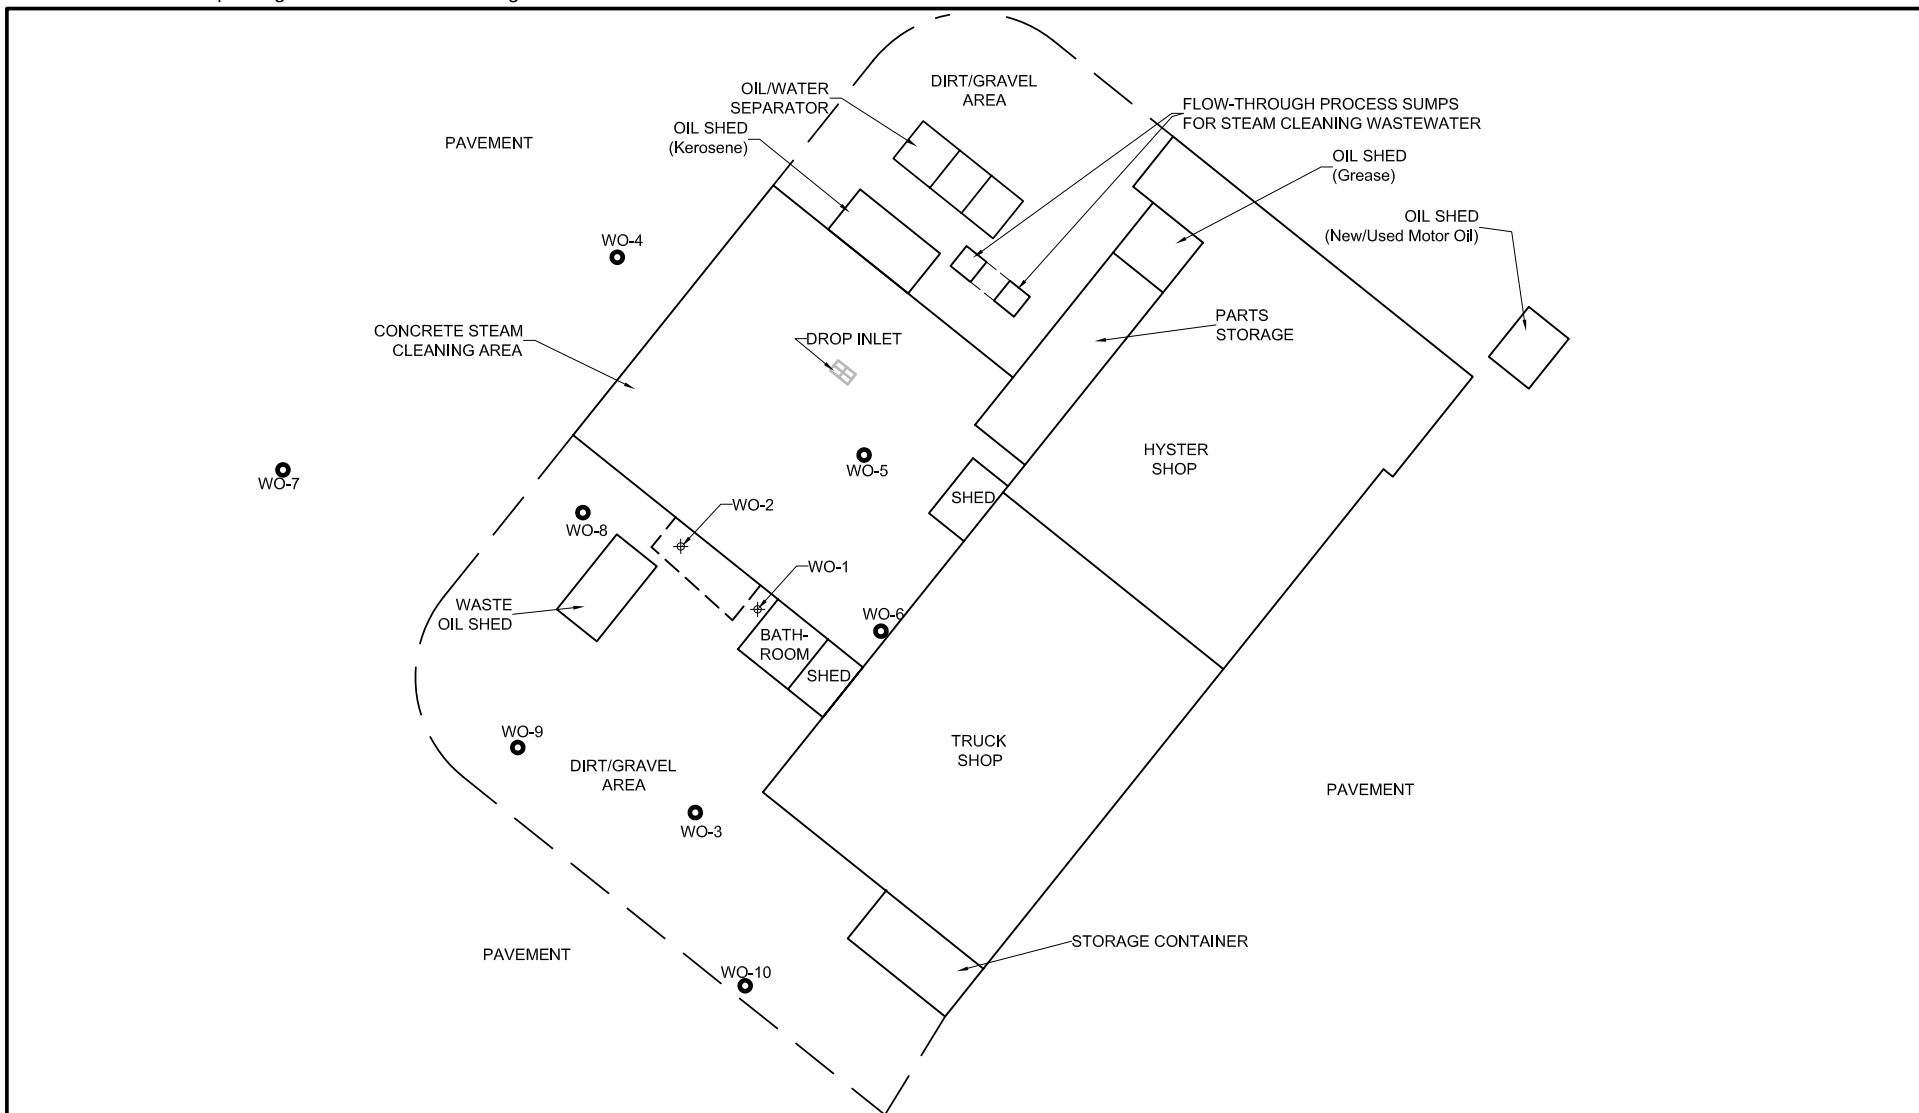 DIRT/GRAVEL
AREA
OIL/WATER
SEPARATOR
FLOW-THROUGH PROCESS SUMPS
FOR STEAM CLEANING WASTEWATER
OIL SHED
(Kerosene)
PAVEMENT
OIL SHED
(Grease)
OIL SHED
(New/Used Motor Oil)
WO-4
CONCRETE STEAM
CLEANING AREA
DROP INLET
PARTS
STORAGE
HYSTER
SHOP
WO-5
WO-7
SHED
WO-2
WO-8
WO-1
WASTE
OIL SHED
WO-6
BATH-
ROOM
SHED
WO-9
DIRT/GRAVEL
AREA
TRUCK
SHOP
PAVEMENT
WO-3
STORAGE CONTAINER
PAVEMENT
WO-10